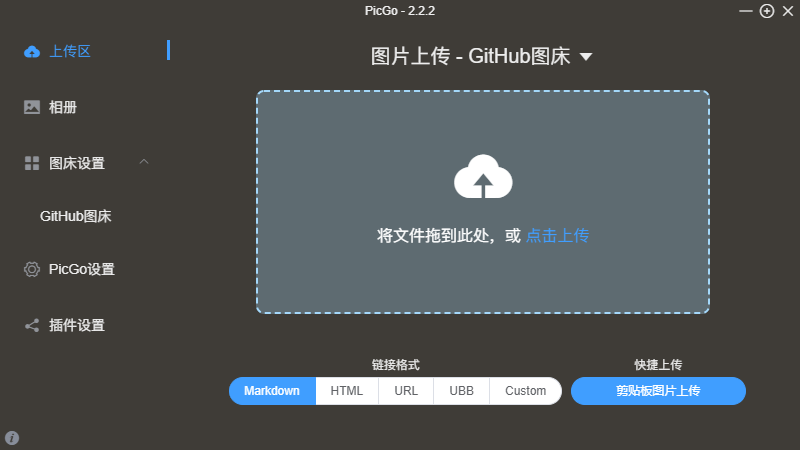 PicGo - 2.2.2
上传区
相册
图床设置
GitHub图床
PicGo设置
插件设置
图片上传 - GitHub图床
将文件拖到此处，或 点击上传
链接格式
Markdown HTML URL UBB Custom
快捷上传
剪贴板图片上传
i